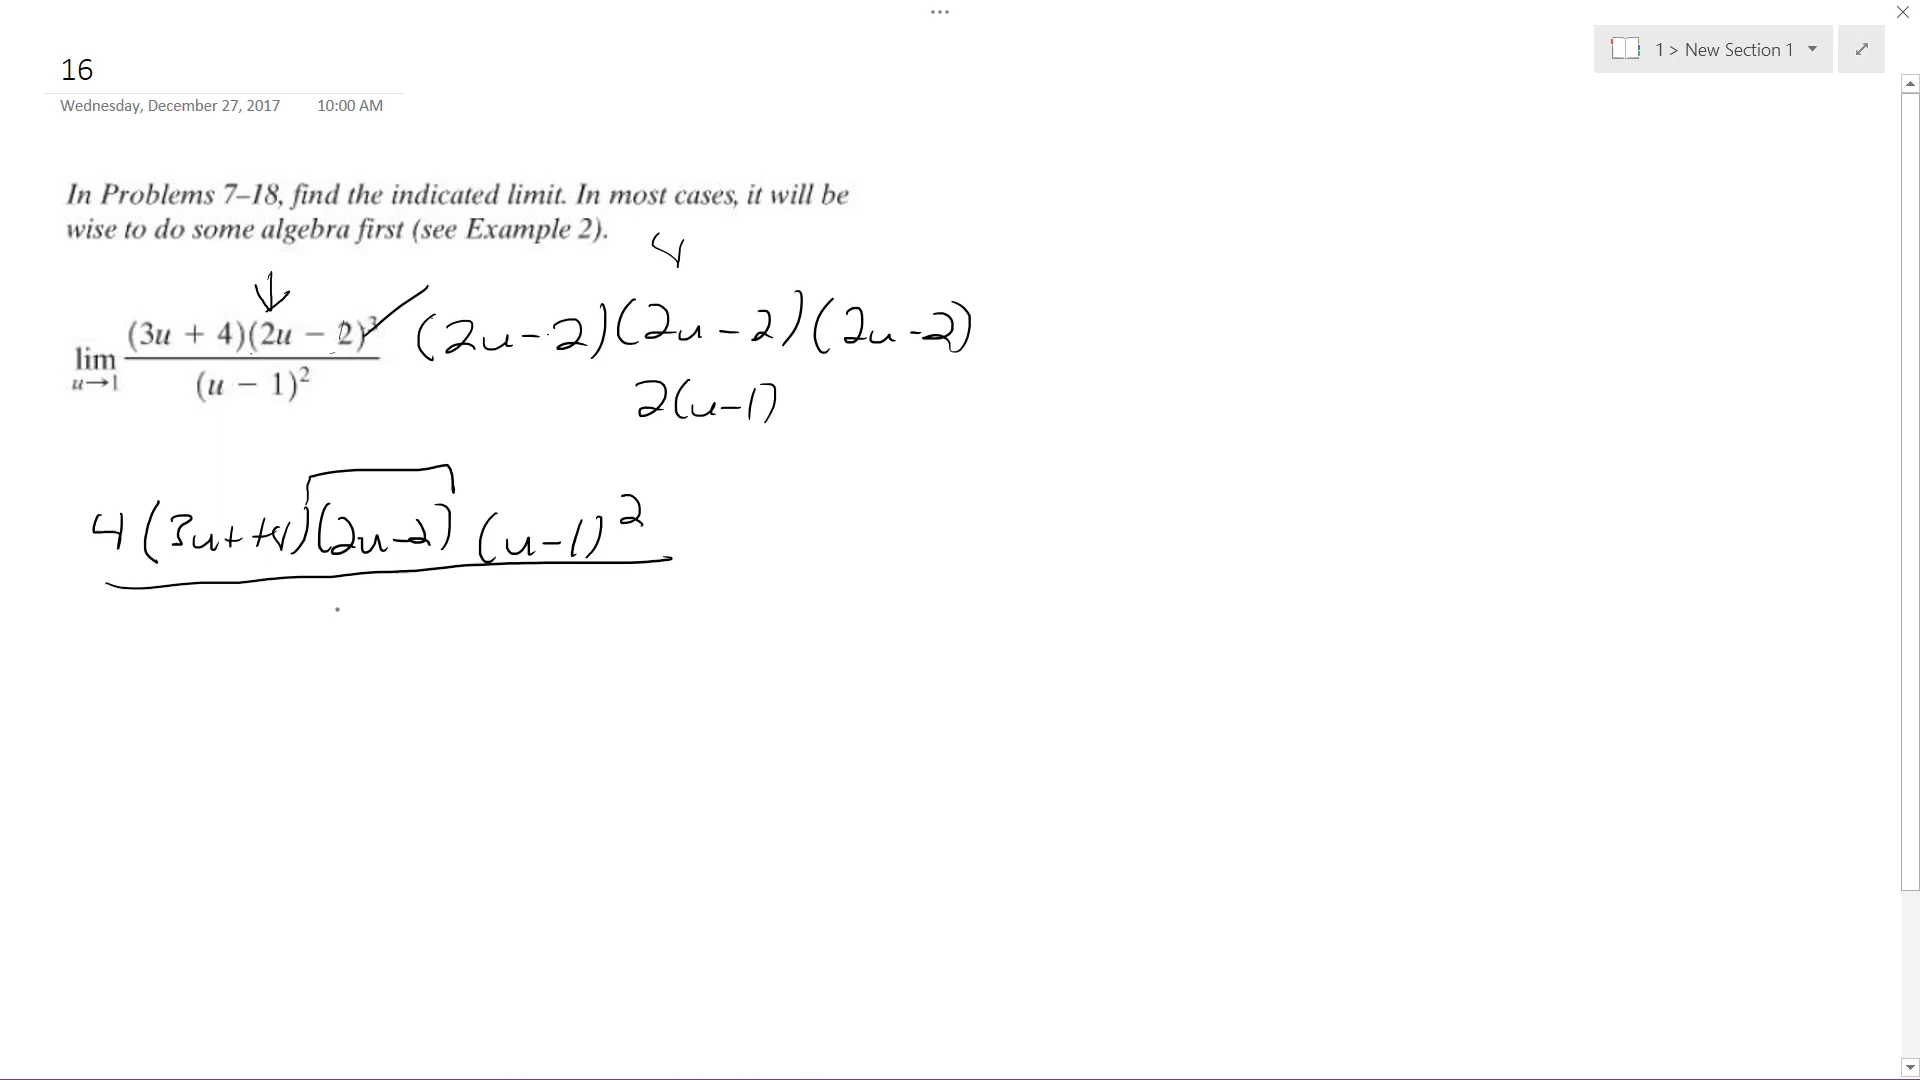 1 > New Section 1
16
Wednesday, December 27, 2017 10:00 AM
In Problems 7–18, find the indicated limit. In most cases, it will be
wise to do some algebra first (see Example 2).
4
lim u→1 (3u + 4)(2u − 2)³ / (u − 1)²
(2u-2)(2u-2)(2u-2)
2(u-1)
4(3u++4)(2u-2)(u-1)²